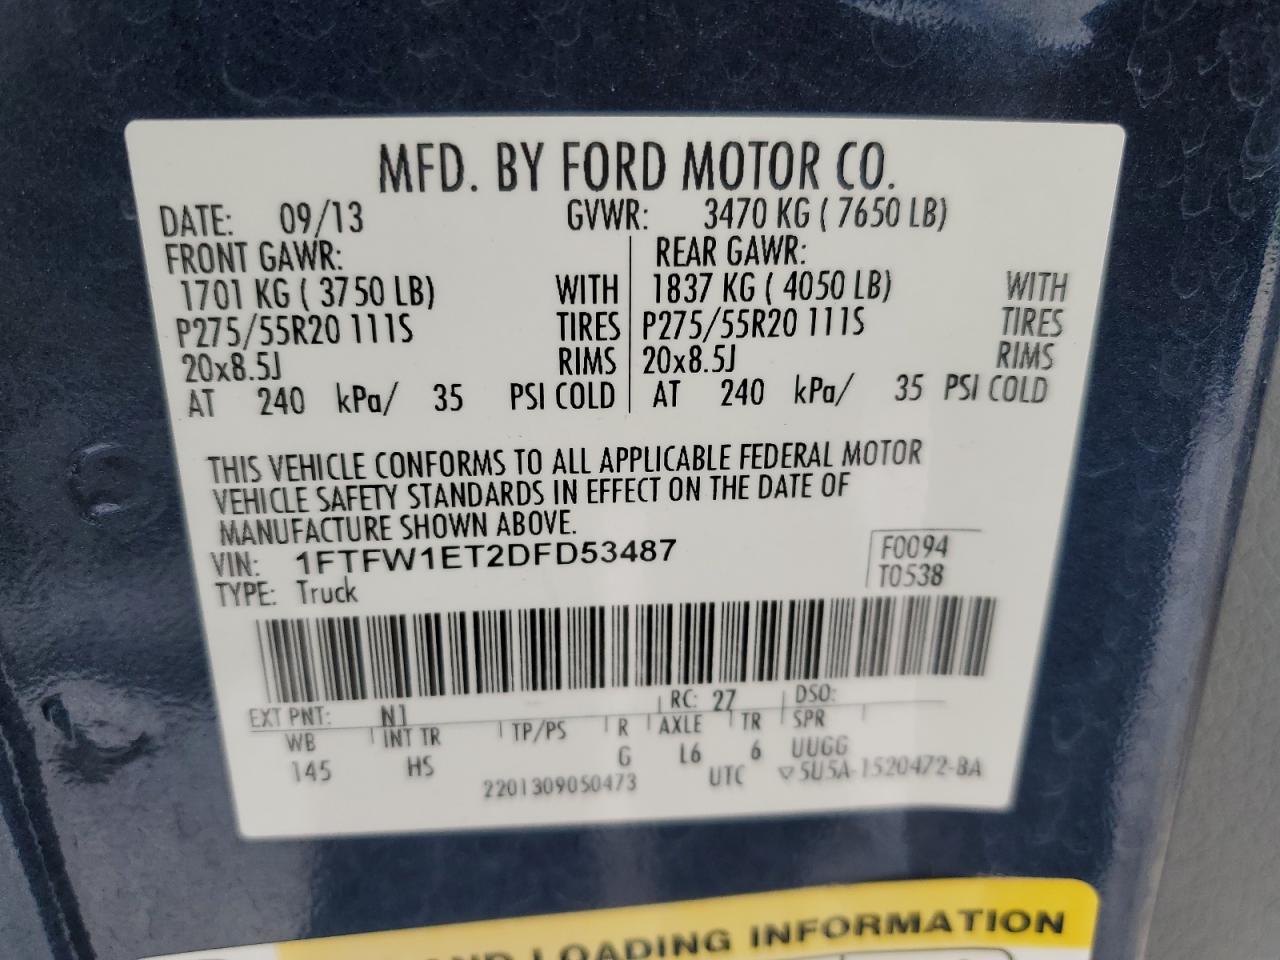 MFD. BY FORD MOTOR CO.
DATE: 09/13 GVWR: 3470 KG ( 7650 LB)
FRONT GAWR: REAR GAWR:
1701 KG ( 3750 LB) WITH 1837 KG ( 4050 LB) WITH
P275/55R20 111S TIRES P275/55R20 111S TIRES
20x8.5J RIMS 20x8.5J RIMS
AT 240 kPa/ 35 PSI COLD AT 240 kPa/ 35 PSI COLD
THIS VEHICLE CONFORMS TO ALL APPLICABLE FEDERAL MOTOR
VEHICLE SAFETY STANDARDS IN EFFECT ON THE DATE OF
MANUFACTURE SHOWN ABOVE.
VIN: 1FTFW1ET2DFD53487 F0094
TYPE: Truck T0538
EXT PNT: N1 RC: 27 DSO:
WB INT TR TP/PS R AXLE TR SPR
145 HS G L6 6 UUGG
2201309050473 UTC ▽5U5A-1520472-BA
AND LOADING INFORMATION